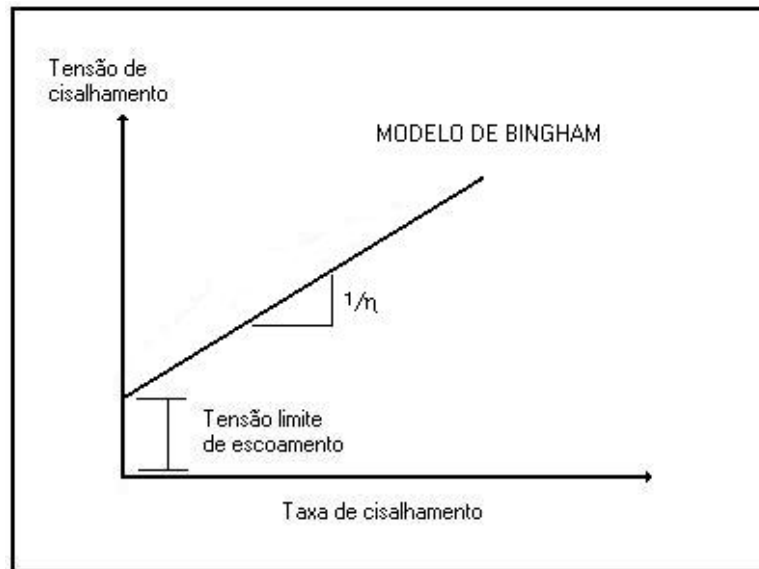 Tensão de
cisalhamento
MODELO DE BINGHAM
1/η
Tensão limite
de escoamento
Taxa de cisalhamento